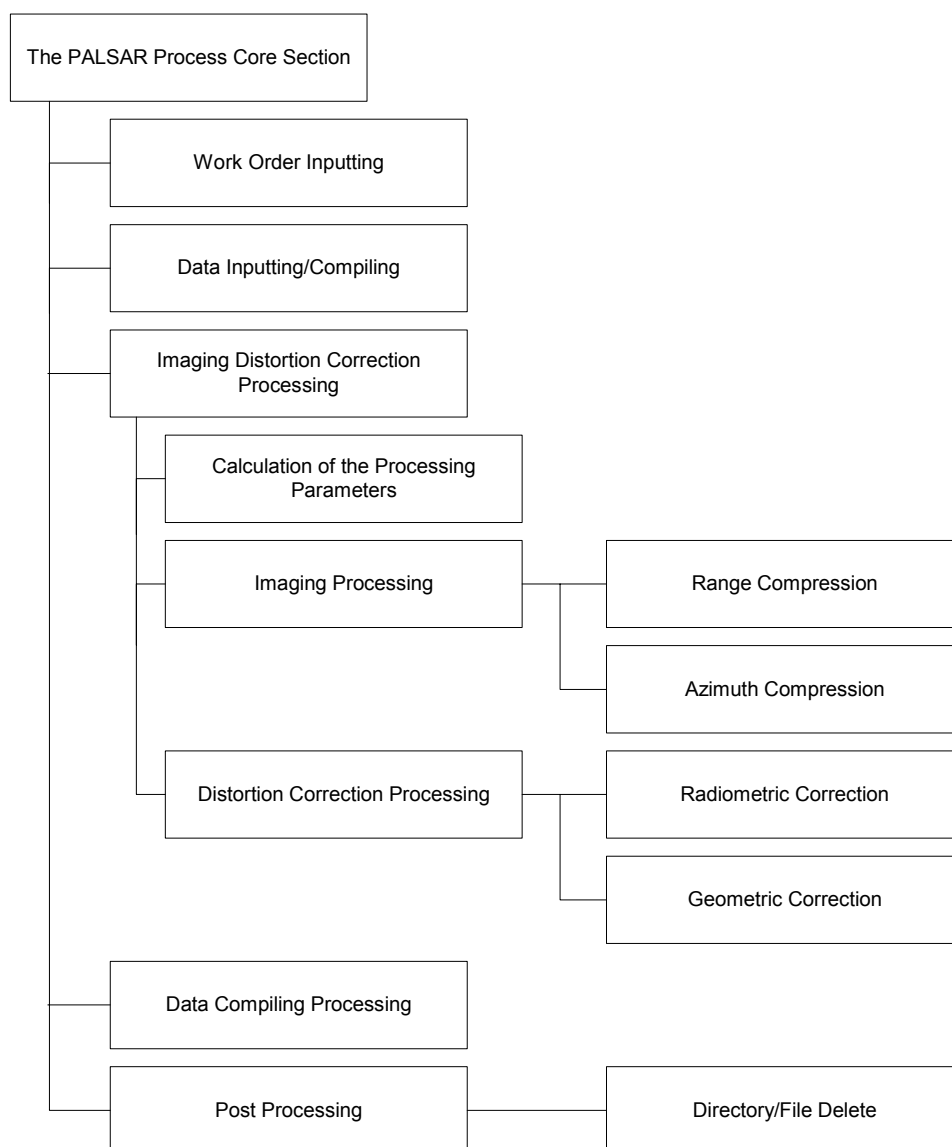 The PALSAR Process Core Section
Work Order Inputting
Data Inputting/Compiling
Imaging Distortion Correction
Processing
Calculation of the Processing
Parameters
Imaging Processing
Range Compression
Azimuth Compression
Distortion Correction Processing
Radiometric Correction
Geometric Correction
Data Compiling Processing
Post Processing
Directory/File Delete